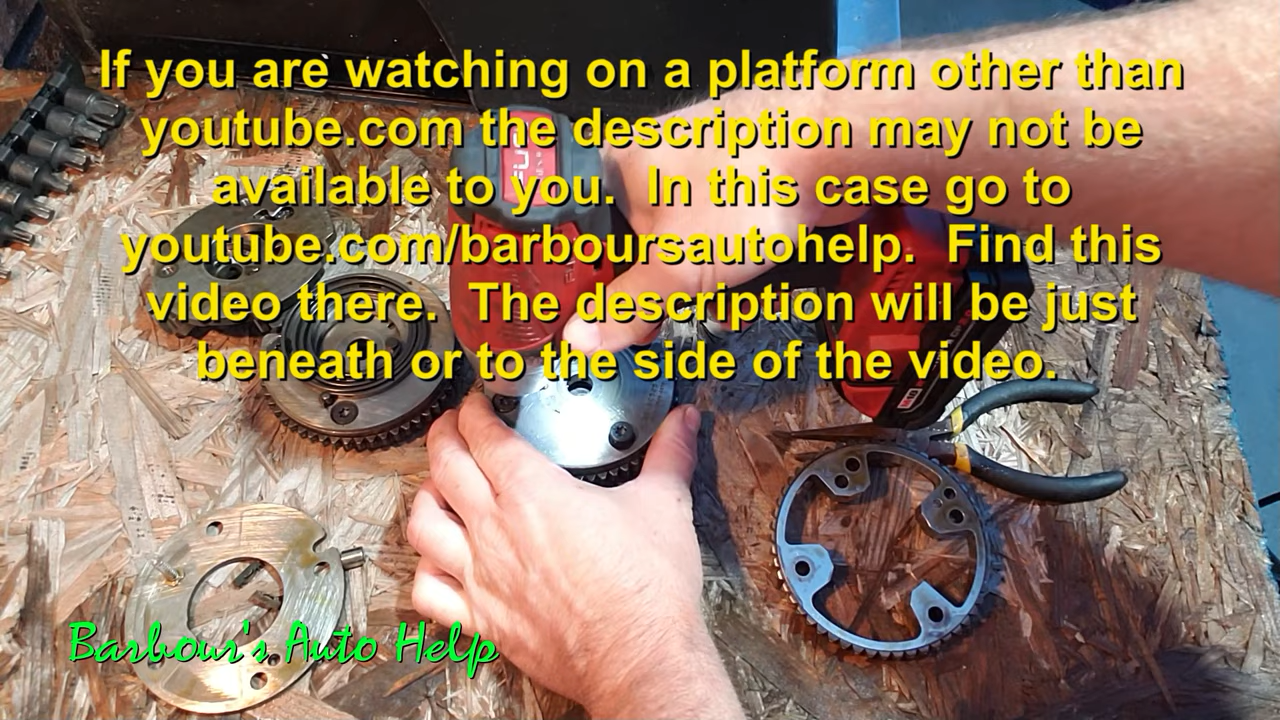 If you are watching on a platform other than
youtube.com the description may not be
available to you.  In this case go to
youtube.com/barboursautohelp.  Find this
video there.  The description will be just
beneath or to the side of the video.
Barbour's Auto Help